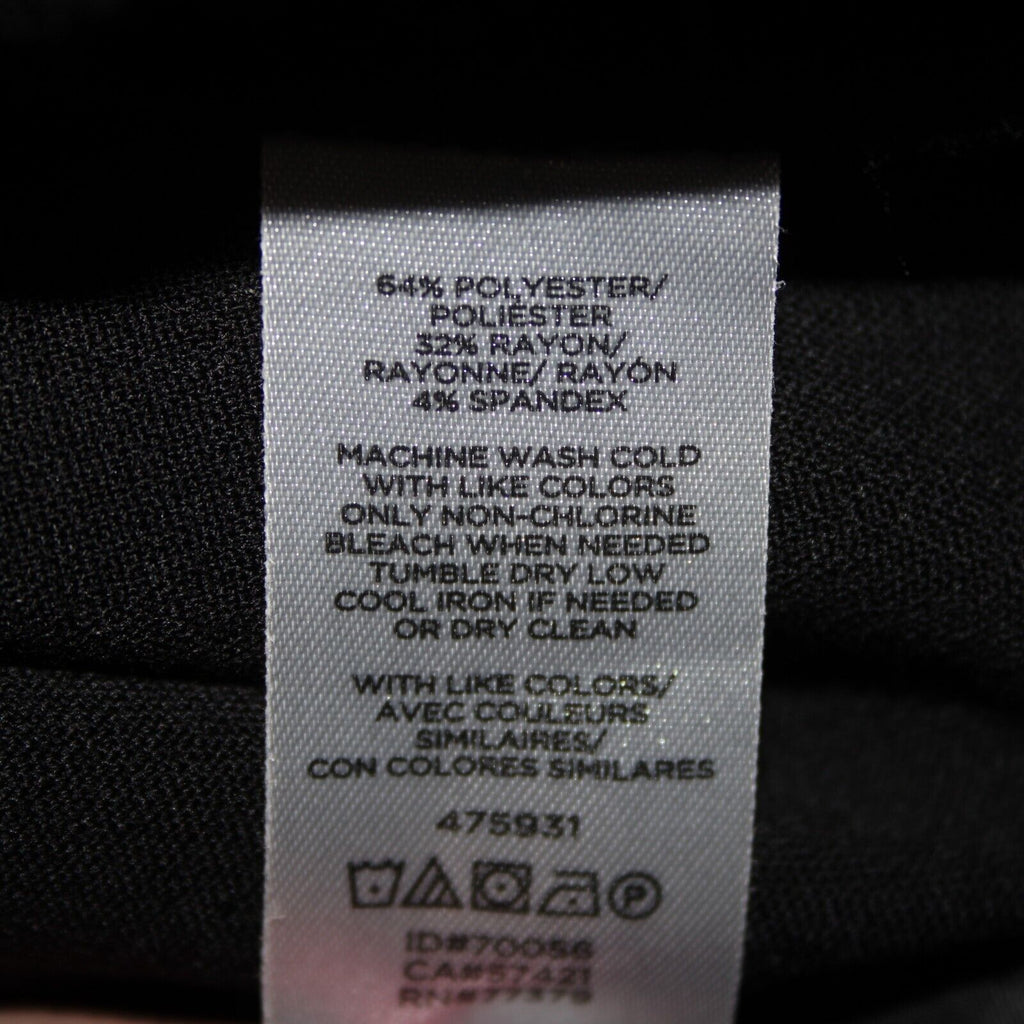 64% POLYESTER/
POLIÉSTER
32% RAYON/
RAYONNE/ RAYÓN
4% SPANDEX
MACHINE WASH COLD
WITH LIKE COLORS
ONLY NON-CHLORINE
BLEACH WHEN NEEDED
TUMBLE DRY LOW
COOL IRON IF NEEDED
OR DRY CLEAN
WITH LIKE COLORS/
AVEC COULEURS
SIMILAIRES/
CON COLORES SIMILARES
475931
P
ID#70056
CA#57421
RN#77379